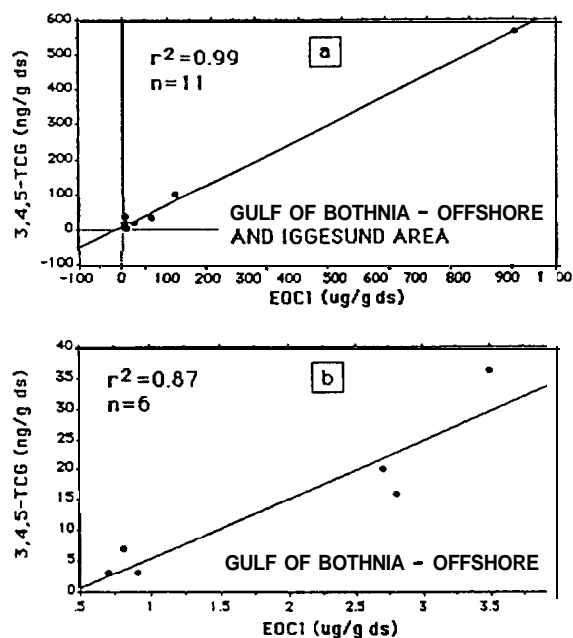 600
500
400
300
200
100
0
-100
3,4,5-TCG (ng/g ds)
r²=0.99
n=11
a
GULF OF BOTHNIA - OFFSHORE
AND IGGESUND AREA
-100 0 100 200 300 400 500 600 700 800 900 1 00
EOCl (ug/g ds)
40
35
30
25
20
15
10
5
0
3,4,5-TCG (ng/g ds)
r²=0.87
n=6
b
GULF OF BOTHNIA - OFFSHORE
.5 1 1.5 2 2.5 3 3.5
EOCl (ug/g ds)